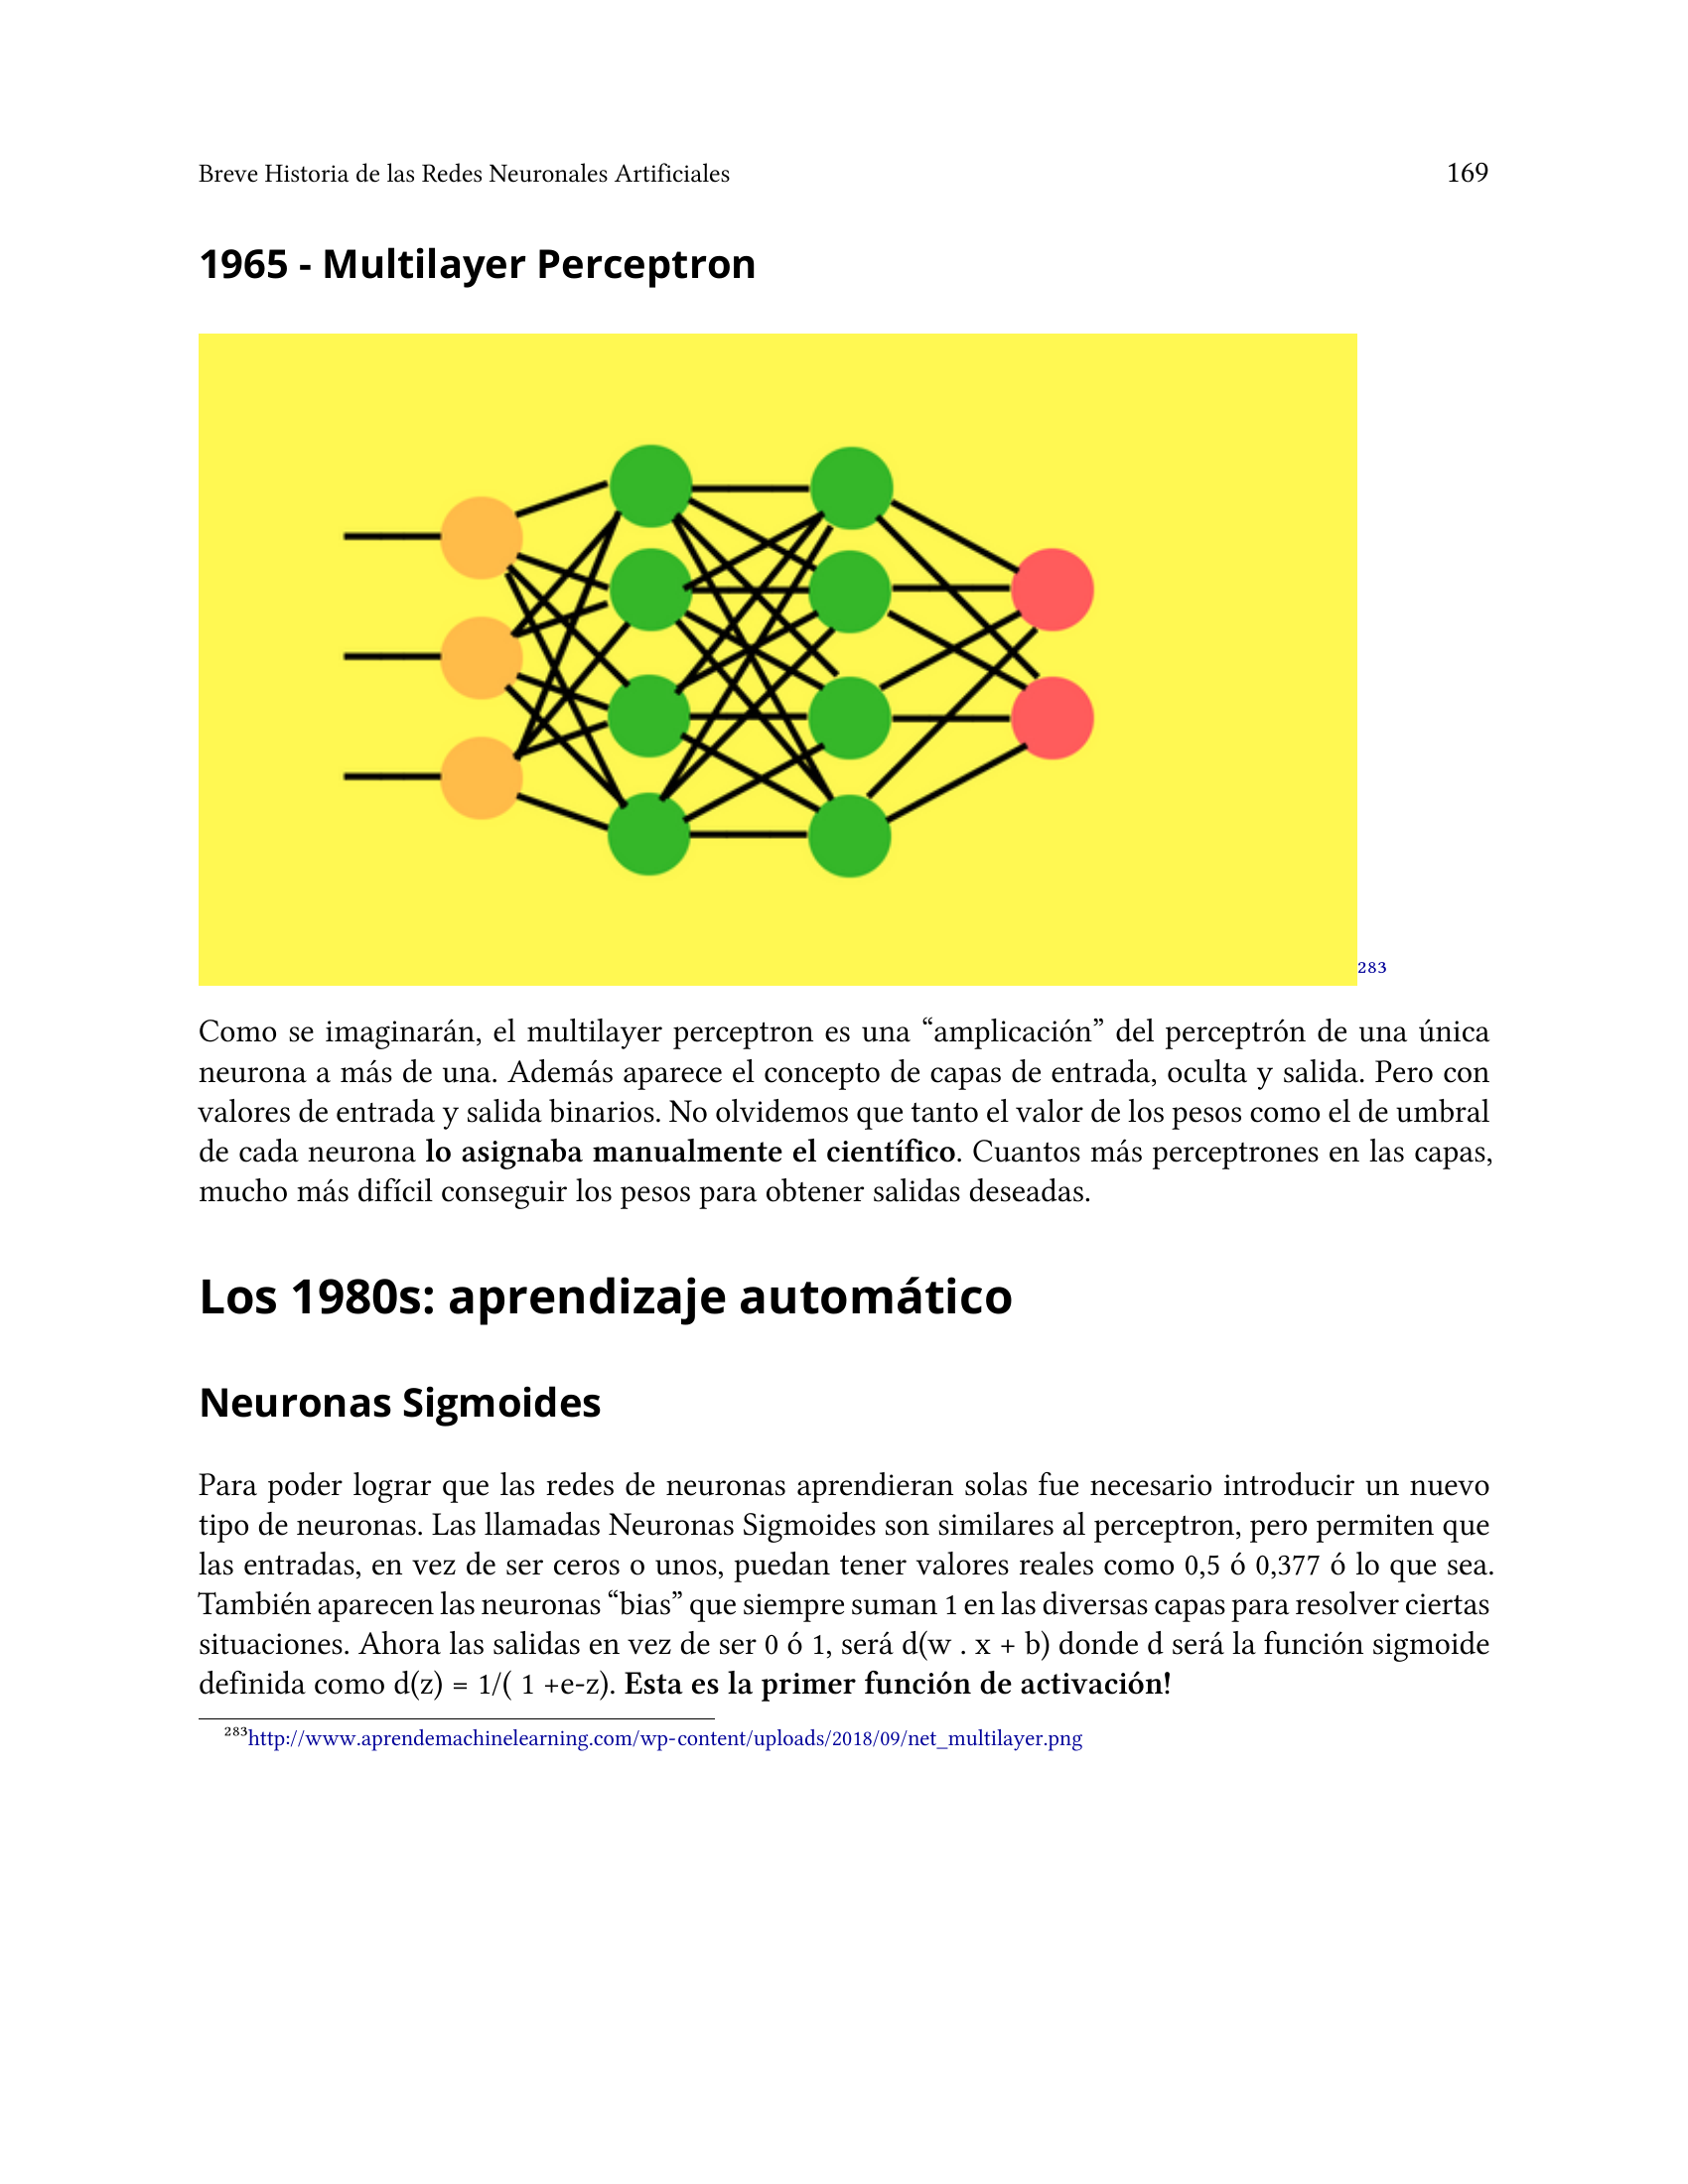 Breve Historia de las Redes Neuronales Artificiales 169
1965 - Multilayer Perceptron
283
Como se imaginarán, el multilayer perceptron es una “amplicación” del perceptrón de una única
neurona a más de una. Además aparece el concepto de capas de entrada, oculta y salida. Pero con
valores de entrada y salida binarios. No olvidemos que tanto el valor de los pesos como el de umbral
de cada neurona lo asignaba manualmente el científico. Cuantos más perceptrones en las capas,
mucho más difícil conseguir los pesos para obtener salidas deseadas.
Los 1980s: aprendizaje automático
Neuronas Sigmoides
Para poder lograr que las redes de neuronas aprendieran solas fue necesario introducir un nuevo
tipo de neuronas. Las llamadas Neuronas Sigmoides son similares al perceptron, pero permiten que
las entradas, en vez de ser ceros o unos, puedan tener valores reales como 0,5 ó 0,377 ó lo que sea.
También aparecen las neuronas “bias” que siempre suman 1 en las diversas capas para resolver ciertas
situaciones. Ahora las salidas en vez de ser 0 ó 1, será d(w . x + b) donde d será la función sigmoide
definida como d(z) = 1/( 1 +e-z). Esta es la primer función de activación!
283http://www.aprendemachinelearning.com/wp-content/uploads/2018/09/net_multilayer.png